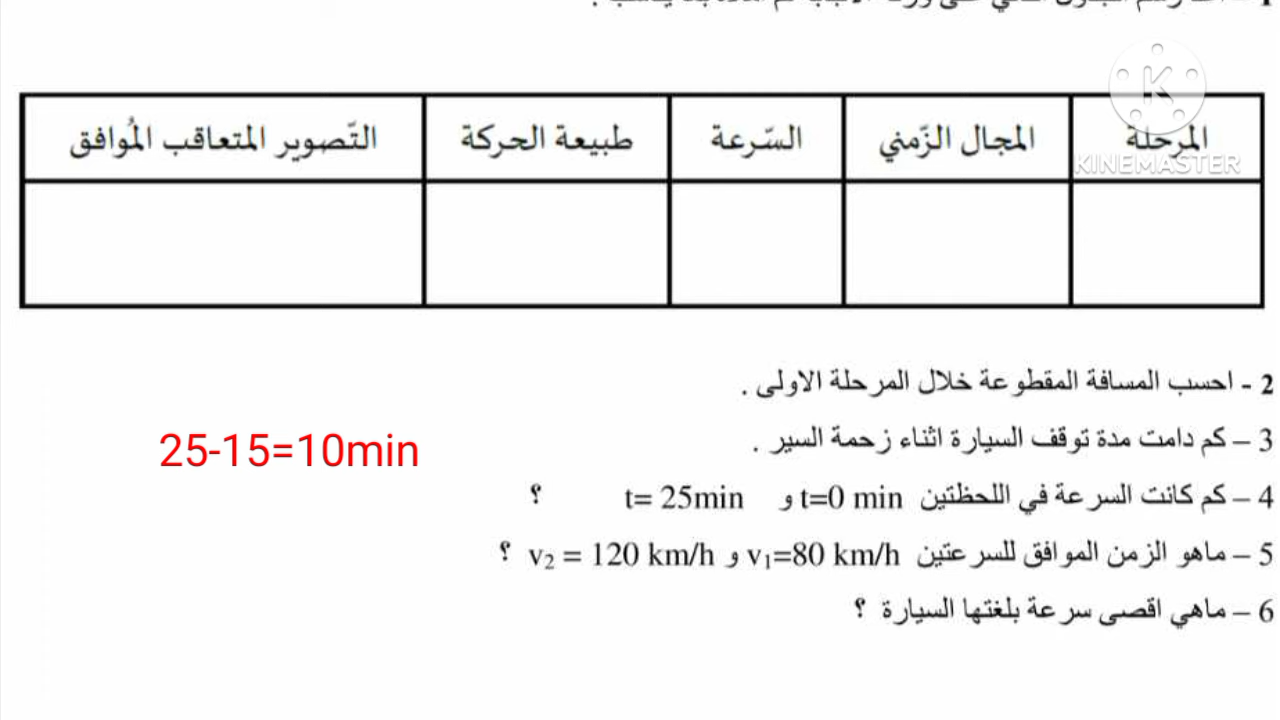 المرحلة
المجال الزّمني
السّرعة
طبيعة الحركة
التّصوير المتعاقب المُوافق
KINEMASTER
2 - احسب المسافة المقطوعة خلال المرحلة الاولى .
3 – كم دامت مدة توقف السيارة اثناء زحمة السير .
25-15=10min
4 – كم كانت السرعة في اللحظتين t=0 min و t= 25min ؟
5 – ماهو الزمن الموافق للسرعتين v₁=80 km/h و v₂ = 120 km/h ؟
6 – ماهي اقصى سرعة بلغتها السيارة ؟